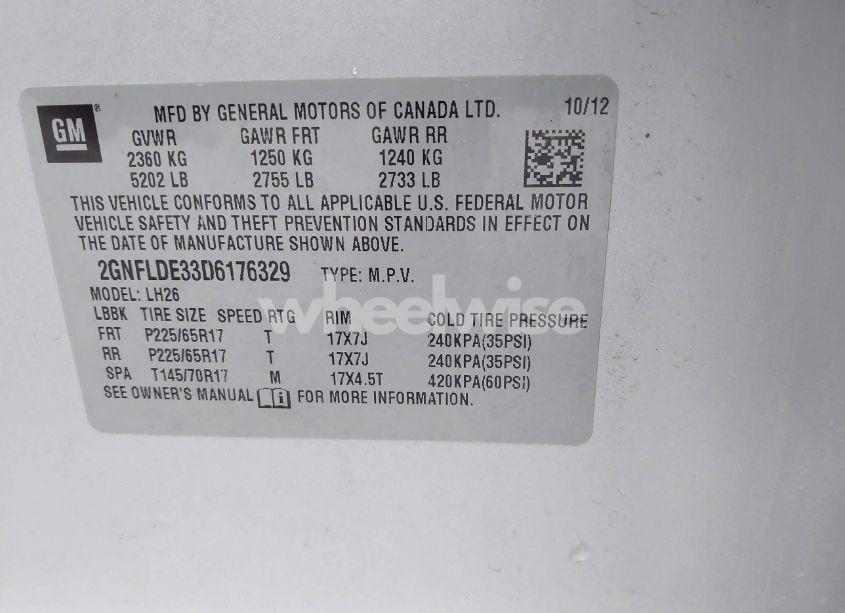 GM ® MFD BY GENERAL MOTORS OF CANADA LTD. 10/12
GVWR GAWR FRT GAWR RR
2360 KG 1250 KG 1240 KG
5202 LB 2755 LB 2733 LB
THIS VEHICLE CONFORMS TO ALL APPLICABLE U.S. FEDERAL MOTOR
VEHICLE SAFETY AND THEFT PREVENTION STANDARDS IN EFFECT ON
THE DATE OF MANUFACTURE SHOWN ABOVE.
2GNFLDE33D6176329 TYPE: M.P.V.
MODEL: LH26
wheelwise
LBBK TIRE SIZE SPEED RTG RIM COLD TIRE PRESSURE
FRT P225/65R17 T 17X7J 240KPA(35PSI)
RR P225/65R17 T 17X7J 240KPA(35PSI)
SPA T145/70R17 M 17X4.5T 420KPA(60PSI)
SEE OWNER'S MANUAL i FOR MORE INFORMATION.